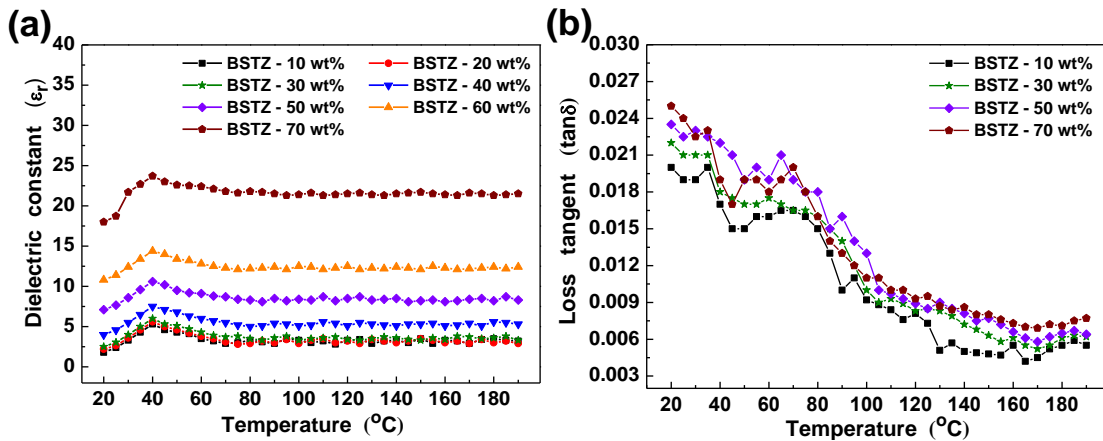 (a)
40
35
30
25
20
15
10
5
0
Dielectric constant (εr)
BSTZ - 10 wt% BSTZ - 20 wt%
BSTZ - 30 wt% BSTZ - 40 wt%
BSTZ - 50 wt% BSTZ - 60 wt%
BSTZ - 70 wt%
20 40 60 80 100 120 140 160 180
Temperature (°C)
(b)
0.030
0.027
0.024
0.021
0.018
0.015
0.012
0.009
0.006
0.003
Loss tangent (tanδ)
BSTZ - 10 wt%
BSTZ - 30 wt%
BSTZ - 50 wt%
BSTZ - 70 wt%
20 40 60 80 100 120 140 160 180
Temperature (°C)